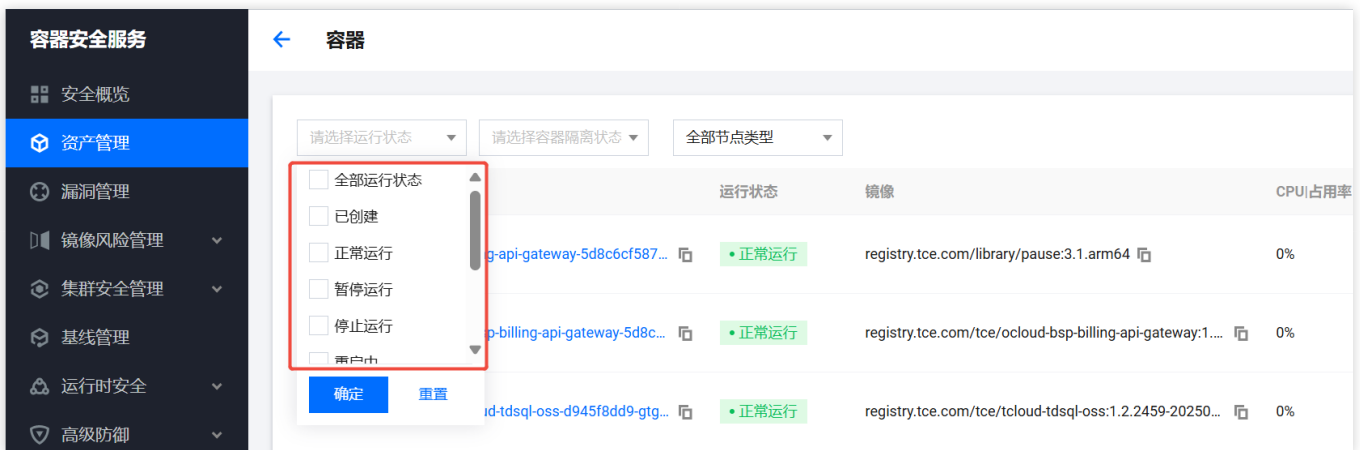 容器安全服务
安全概览
资产管理
漏洞管理
镜像风险管理
集群安全管理
基线管理
运行时安全
高级防御
容器
请选择运行状态
请选择容器隔离状态
全部节点类型
全部运行状态
已创建
正常运行
暂停运行
停止运行
重启中
确定 重置
运行状态 镜像 CPU占用率
g-api-gateway-5d8c6cf587... 正常运行 registry.tce.com/library/pause:3.1.arm64 0%
sp-billing-api-gateway-5d8c... 正常运行 registry.tce.com/tce/ocloud-bsp-billing-api-gateway:1.... 0%
ud-tdsql-oss-d945f8dd9-gtg... 正常运行 registry.tce.com/tce/tcloud-tdsql-oss:1.2.2459-20250... 0%